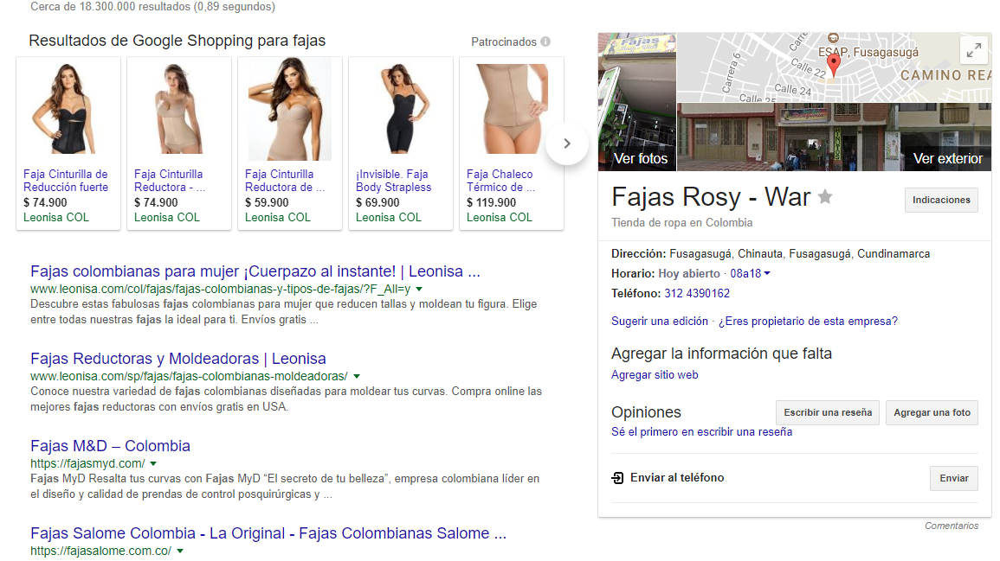 Cerca de 18.300.000 resultados (0,89 segundos)
Resultados de Google Shopping para fajas
Patrocinados
Faja Cinturilla de
Reducción fuerte
$ 74.900
Leonisa COL
Faja Cinturilla
Reductora - ...
$ 74.900
Leonisa COL
Faja Cinturilla
Reductora de ...
$ 59.900
Leonisa COL
¡Invisible. Faja
Body Strapless
$ 69.900
Leonisa COL
Faja Chaleco
Térmico de ...
$ 119.900
Leonisa COL
Fajas colombianas para mujer ¡Cuerpazo al instante! | Leonisa ...
www.leonisa.com/col/fajas/fajas-colombianas-y-tipos-de-fajas/?F_All=y
Descubre estas fabulosas fajas colombianas para mujer que reducen tallas y moldean tu figura. Elige
entre todas nuestras fajas la ideal para ti. Envíos gratis ...
Fajas Reductoras y Moldeadoras | Leonisa
www.leonisa.com/sp/fajas/fajas-colombianas-moldeadoras/
Conoce nuestra variedad de fajas colombianas diseñadas para moldear tus curvas. Compra online las
mejores fajas reductoras con envíos gratis en USA.
Fajas M&D – Colombia
https://fajasmyd.com/
Fajas MyD Resalta tus curvas con Fajas MyD “El secreto de tu belleza”, empresa colombiana líder en
el diseño y calidad de prendas de control posquirúrgicas y ...
Fajas Salome Colombia - La Original - Fajas Colombianas Salome ...
https://fajasalome.com.co/
Fajas
Ver fotos
Carrera 6
Carre
ESAP, Fusagasugá
Calle 22
CAMINO REA
Calle 24
Calle 25
Ver exterior
Fajas Rosy - War
Indicaciones
Tienda de ropa en Colombia
Dirección: Fusagasugá, Chinauta, Fusagasugá, Cundinamarca
Horario: Hoy abierto · 08a18
Teléfono: 312 4390162
Sugerir una edición · ¿Eres propietario de esta empresa?
Agregar la información que falta
Agregar sitio web
Opiniones
Escribir una reseña
Agregar una foto
Sé el primero en escribir una reseña
Enviar al teléfono
Enviar
Comentarios